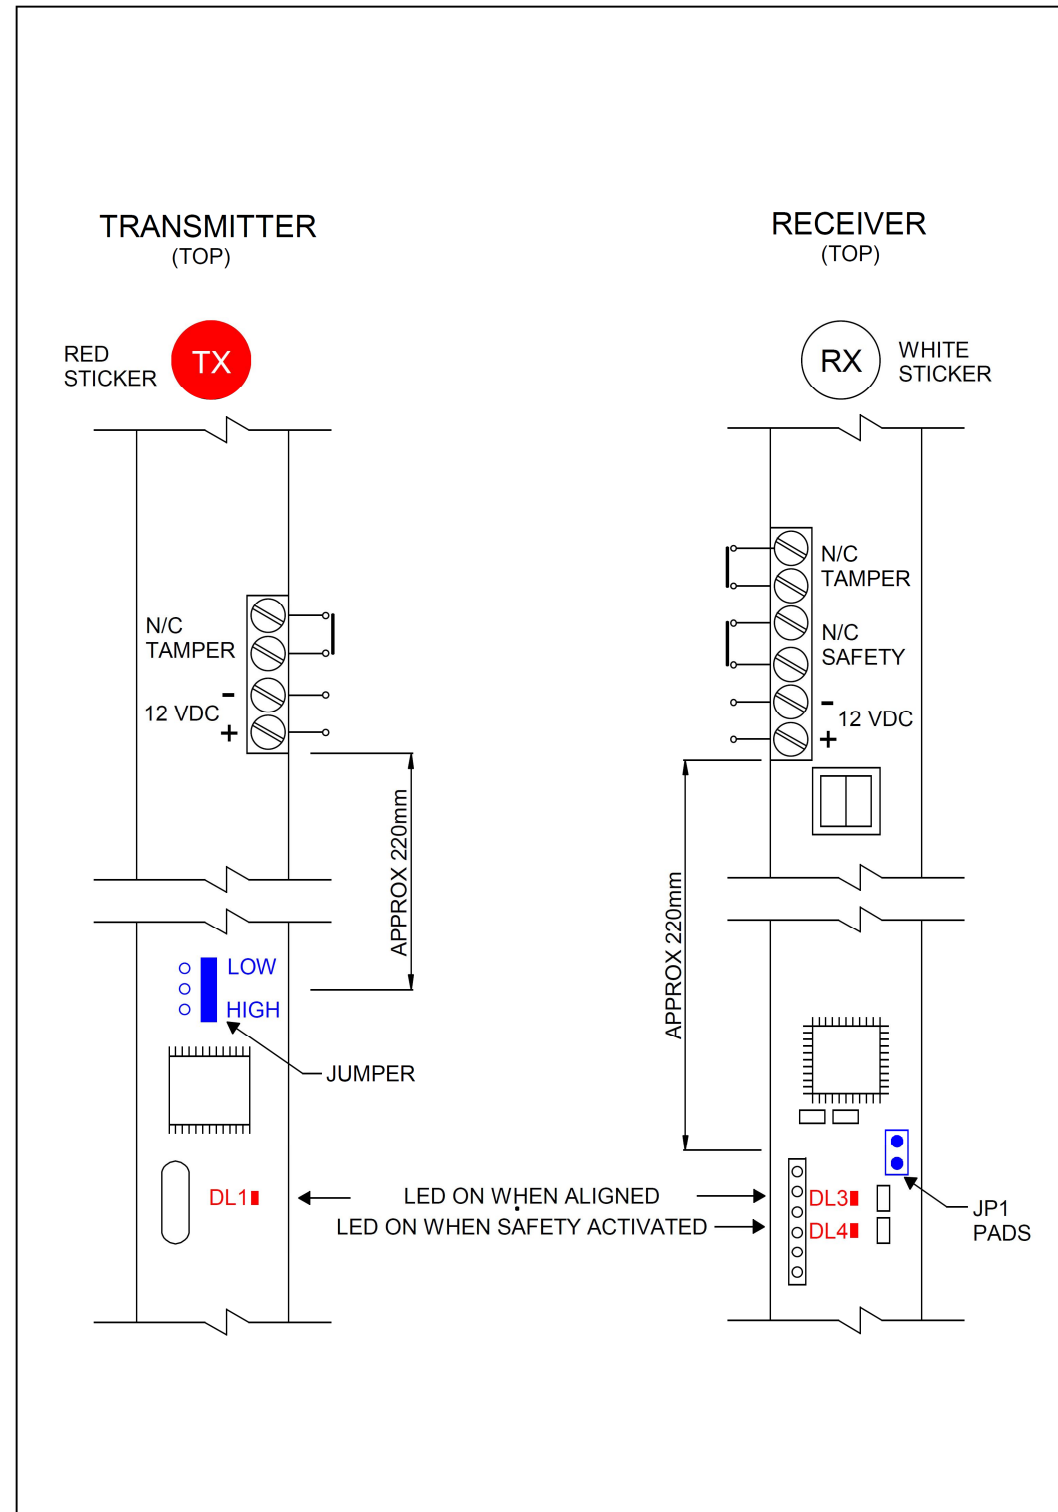 TRANSMITTER
(TOP)
RECEIVER
(TOP)
RED
STICKER
TX
RX
WHITE
STICKER
N/C
TAMPER
-
12 VDC
+
N/C
TAMPER
N/C
SAFETY
-
12 VDC
+
APPROX 220mm
APPROX 220mm
LOW
HIGH
JUMPER
DL1
LED ON WHEN ALIGNED
LED ON WHEN SAFETY ACTIVATED
DL3
DL4
JP1
PADS